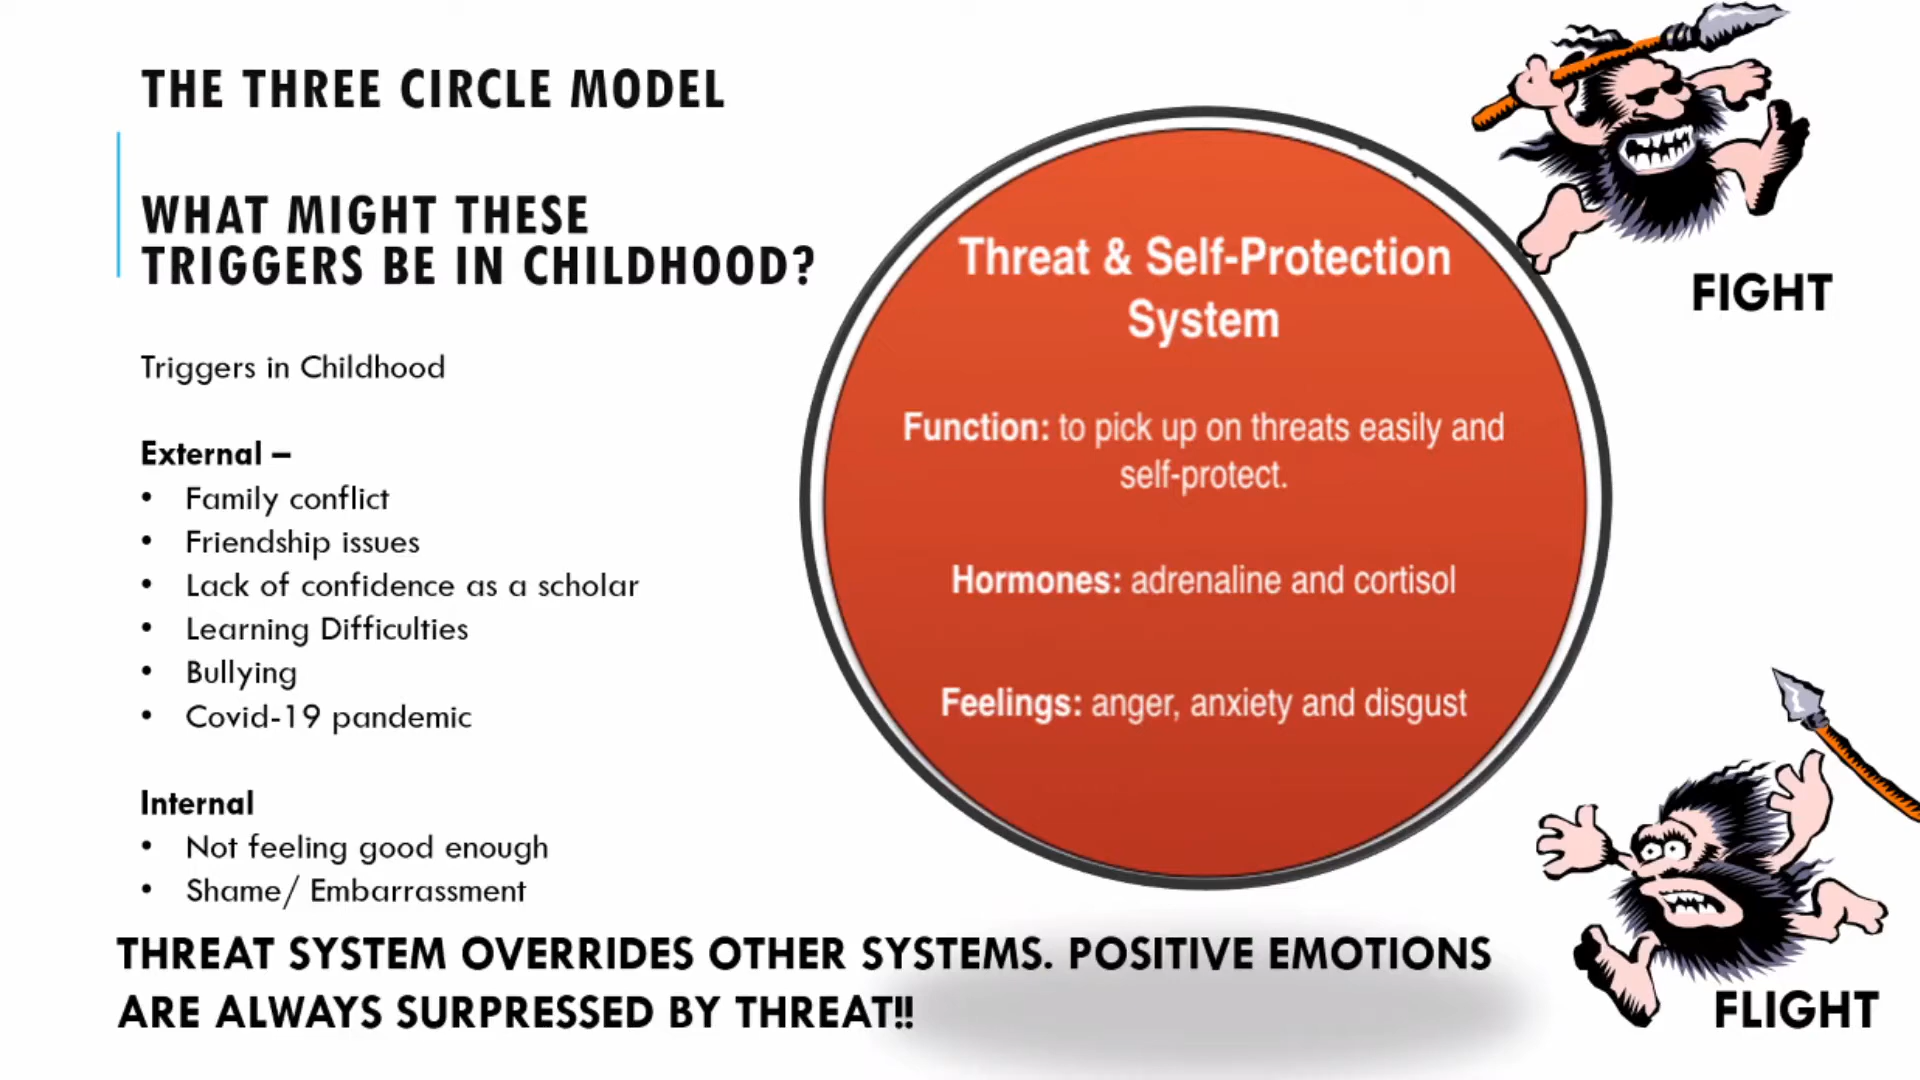 THE THREE CIRCLE MODEL
WHAT MIGHT THESE
TRIGGERS BE IN CHILDHOOD?
Triggers in Childhood
External –
• Family conflict
• Friendship issues
• Lack of confidence as a scholar
• Learning Difficulties
• Bullying
• Covid-19 pandemic
Internal
• Not feeling good enough
• Shame/ Embarrassment
THREAT SYSTEM OVERRIDES OTHER SYSTEMS. POSITIVE EMOTIONS
ARE ALWAYS SURPRESSED BY THREAT!!
Threat & Self-Protection
System
Function: to pick up on threats easily and
self-protect.
Hormones: adrenaline and cortisol
Feelings: anger, anxiety and disgust
FIGHT
FLIGHT